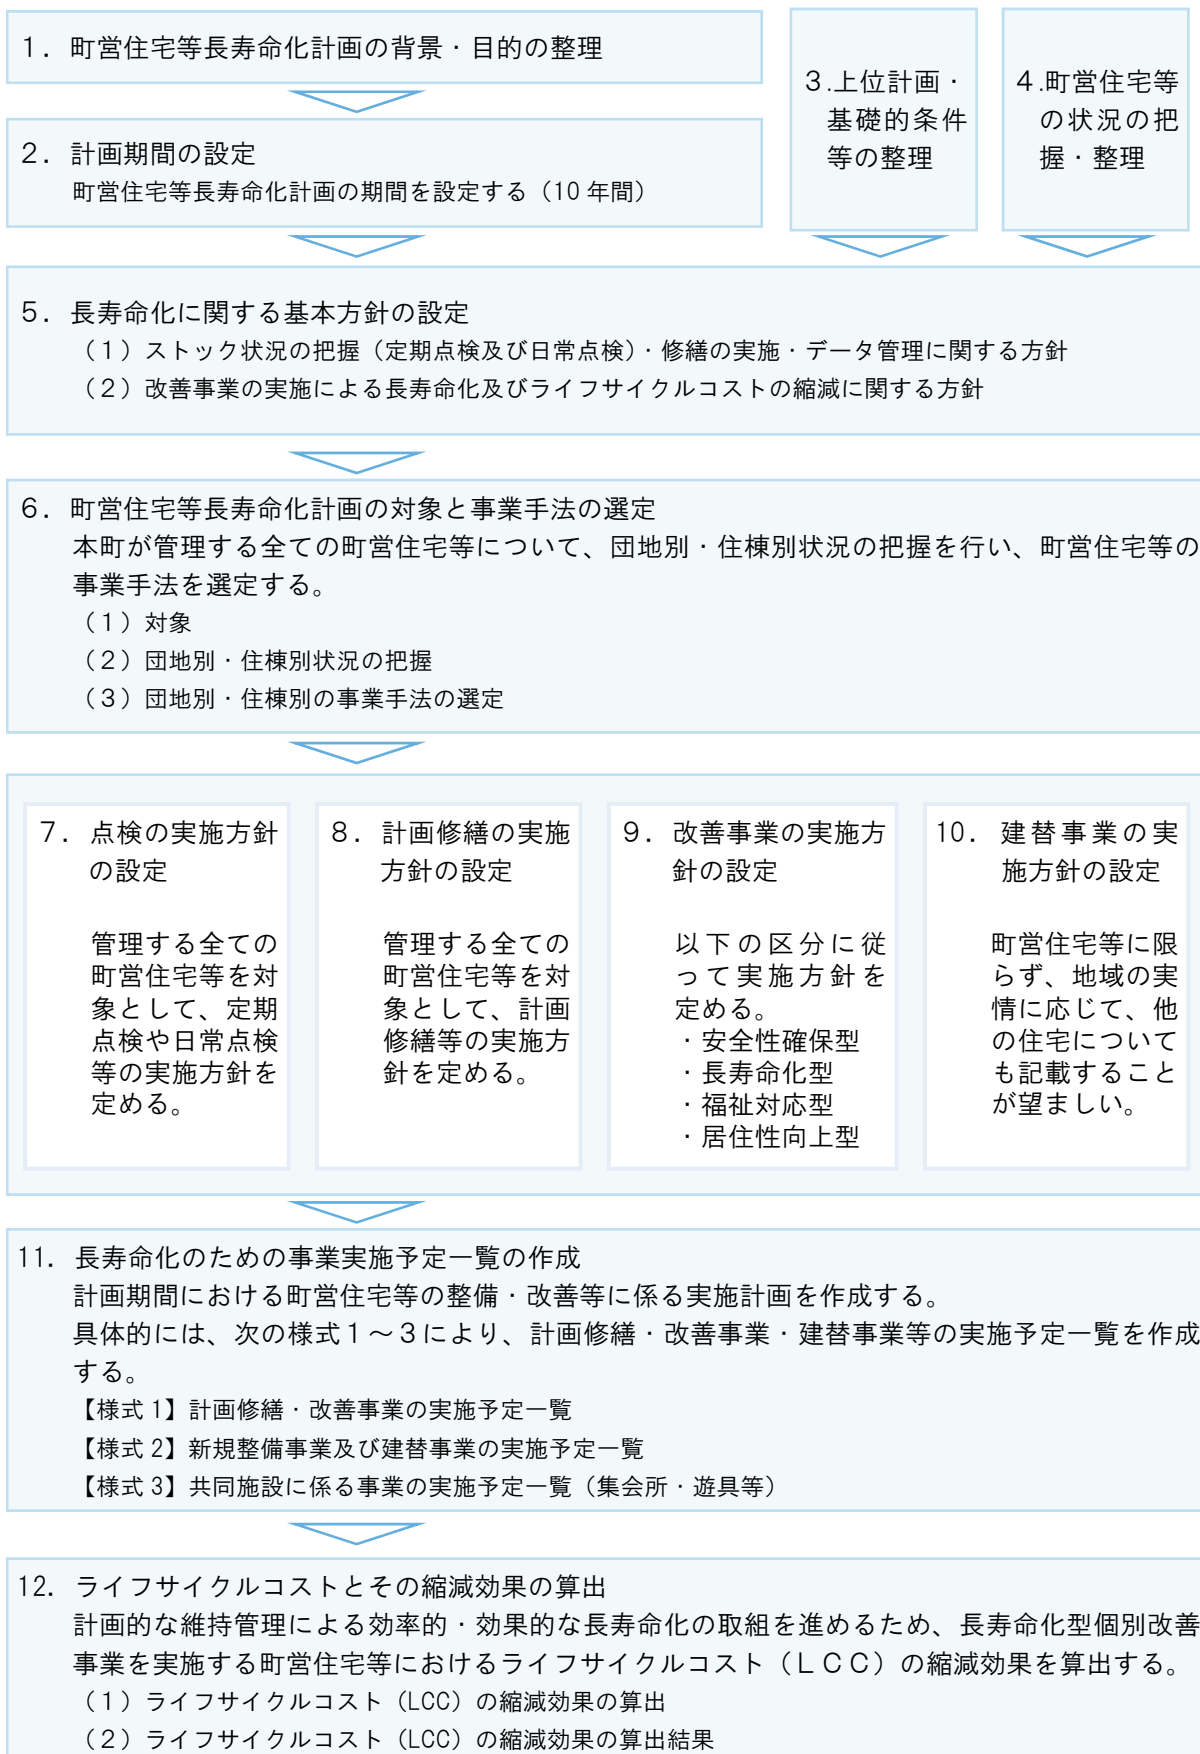 １．町営住宅等長寿命化計画の背景・目的の整理
２．計画期間の設定
町営住宅等長寿命化計画の期間を設定する（10 年間）
３.上位計画・
基礎的条件
等の整理
４.町営住宅等
の状況の把
握・整理
５．長寿命化に関する基本方針の設定
（１）ストック状況の把握（定期点検及び日常点検）・修繕の実施・データ管理に関する方針
（２）改善事業の実施による長寿命化及びライフサイクルコストの縮減に関する方針
６．町営住宅等長寿命化計画の対象と事業手法の選定
本町が管理する全ての町営住宅等について、団地別・住棟別状況の把握を行い、町営住宅等の
事業手法を選定する。
（１）対象
（２）団地別・住棟別状況の把握
（３）団地別・住棟別の事業手法の選定
７．点検の実施方針
の設定
管理する全ての
町営住宅等を対
象として、定期
点検や日常点検
等の実施方針を
定める。
８．計画修繕の実施
方針の設定
管理する全ての
町営住宅等を対
象として、計画
修繕等の実施方
針を定める。
９．改善事業の実施方
針の設定
以下の区分に従
って実施方針を
定める。
・安全性確保型
・長寿命化型
・福祉対応型
・居住性向上型
10．建替事業の実
施方針の設定
町営住宅等に限
らず、地域の実
情に応じて、他
の住宅について
も記載すること
が望ましい。
11．長寿命化のための事業実施予定一覧の作成
計画期間における町営住宅等の整備・改善等に係る実施計画を作成する。
具体的には、次の様式１～３により、計画修繕・改善事業・建替事業等の実施予定一覧を作成
する。
【様式 1】計画修繕・改善事業の実施予定一覧
【様式 2】新規整備事業及び建替事業の実施予定一覧
【様式 3】共同施設に係る事業の実施予定一覧（集会所・遊具等）
12．ライフサイクルコストとその縮減効果の算出
計画的な維持管理による効率的・効果的な長寿命化の取組を進めるため、長寿命化型個別改善
事業を実施する町営住宅等におけるライフサイクルコスト（ＬＣＣ）の縮減効果を算出する。
（１）ライフサイクルコスト（LCC）の縮減効果の算出
（２）ライフサイクルコスト（LCC）の縮減効果の算出結果